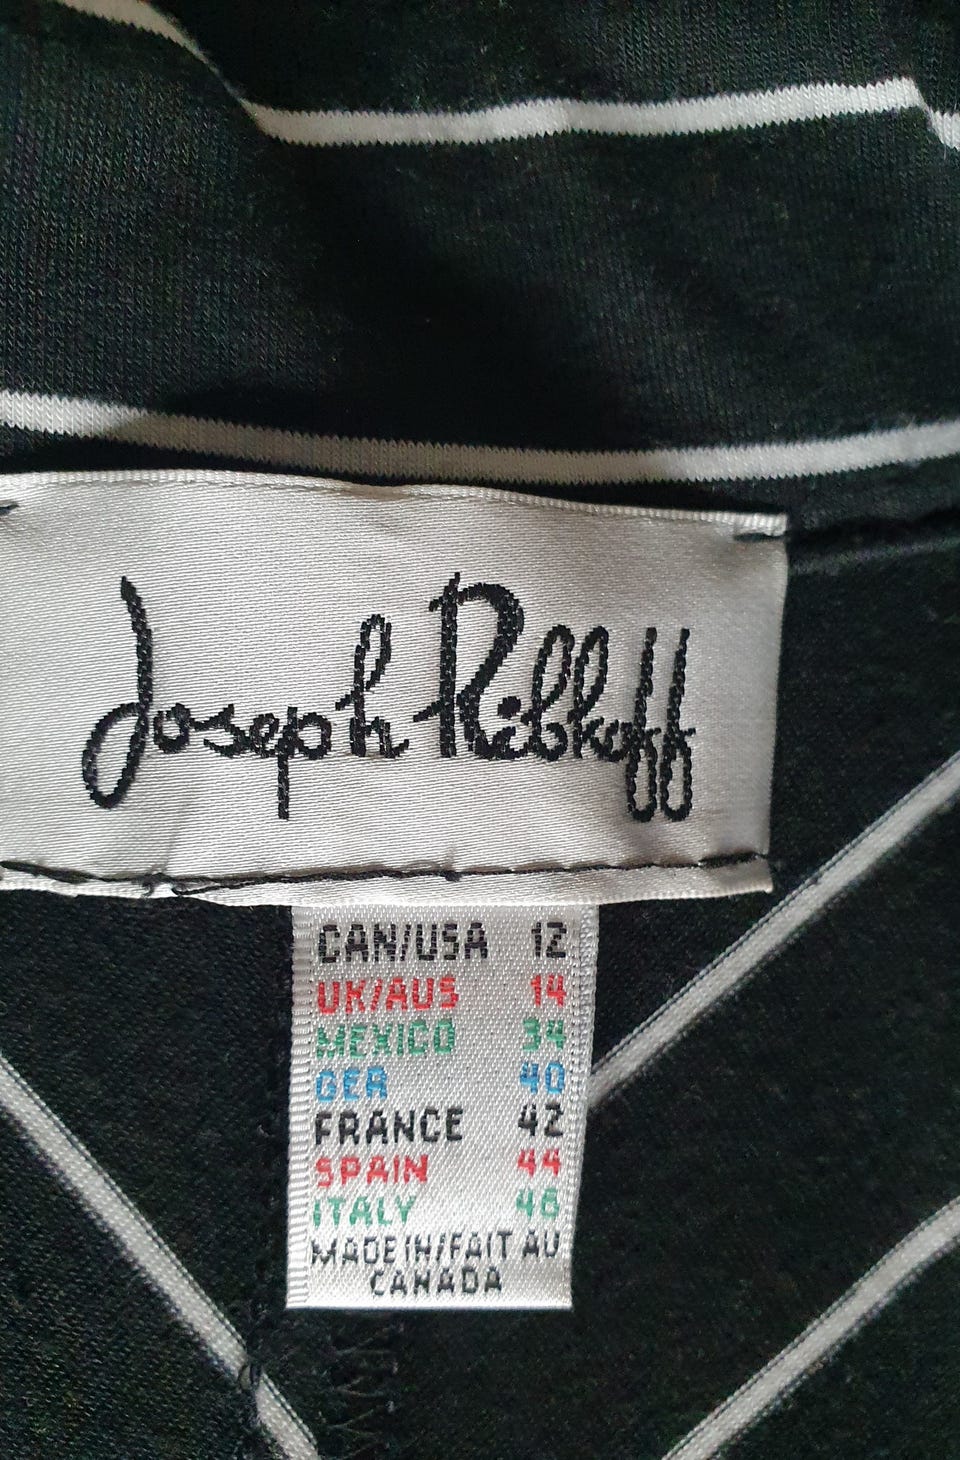 Joseph Ribkoff
CAN/USA 12
UK/AUS 14
MEXICO 34
GER 40
FRANCE 42
SPAIN 44
ITALY 46
MADE IN/FAIT AU
CANADA